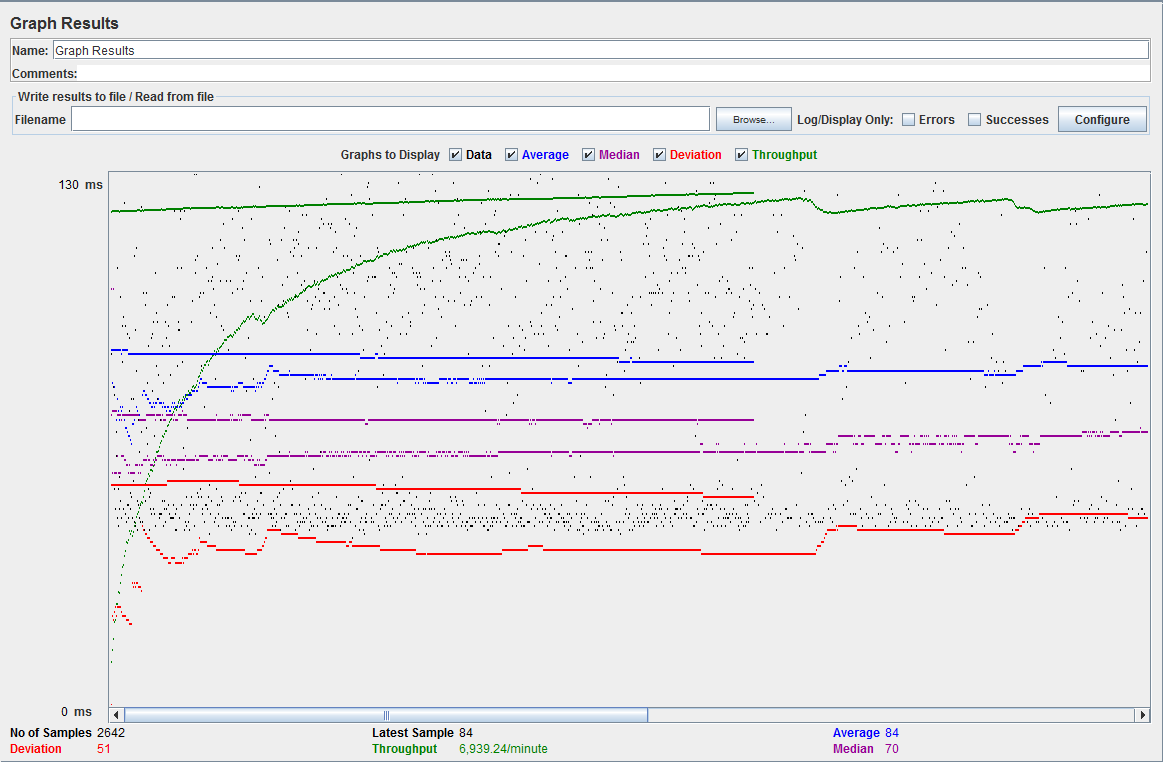 Graph Results
Name: Graph Results
Comments:
Write results to file / Read from file
Filename Browse... Log/Display Only: Errors Successes Configure
Graphs to Display Data Average Median Deviation Throughput
130 ms
0 ms
No of Samples 2642 Latest Sample 84 Average 84
Deviation 51 Throughput 6,939.24/minute Median 70